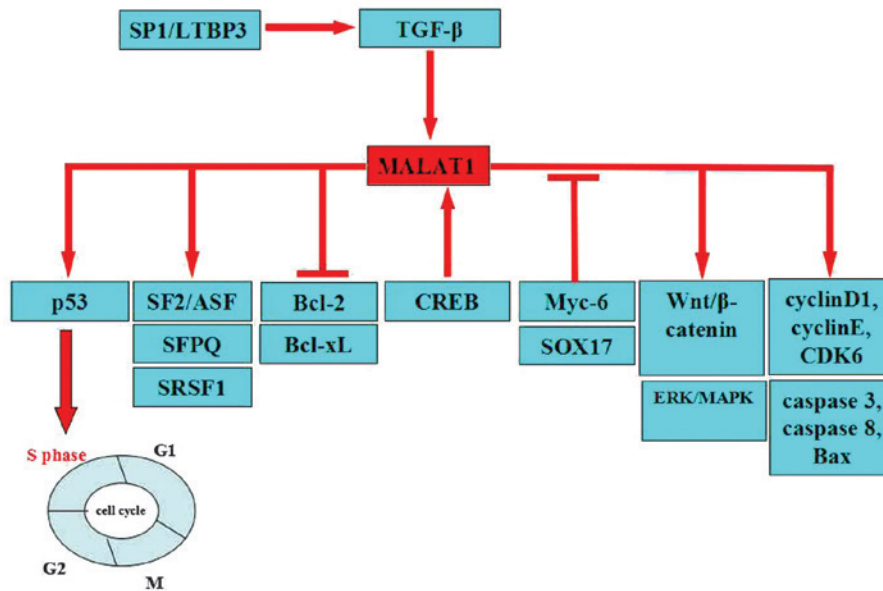 SP1/LTBP3
TGF-β
MALAT1
p53
SF2/ASF
SFPQ
SRSF1
Bcl-2
Bcl-xL
CREB
Myc-6
SOX17
Wnt/β-
catenin
ERK/MAPK
cyclinD1,
cyclinE,
CDK6
caspase 3,
caspase 8,
Bax
S phase
G1
cell cycle
G2
M